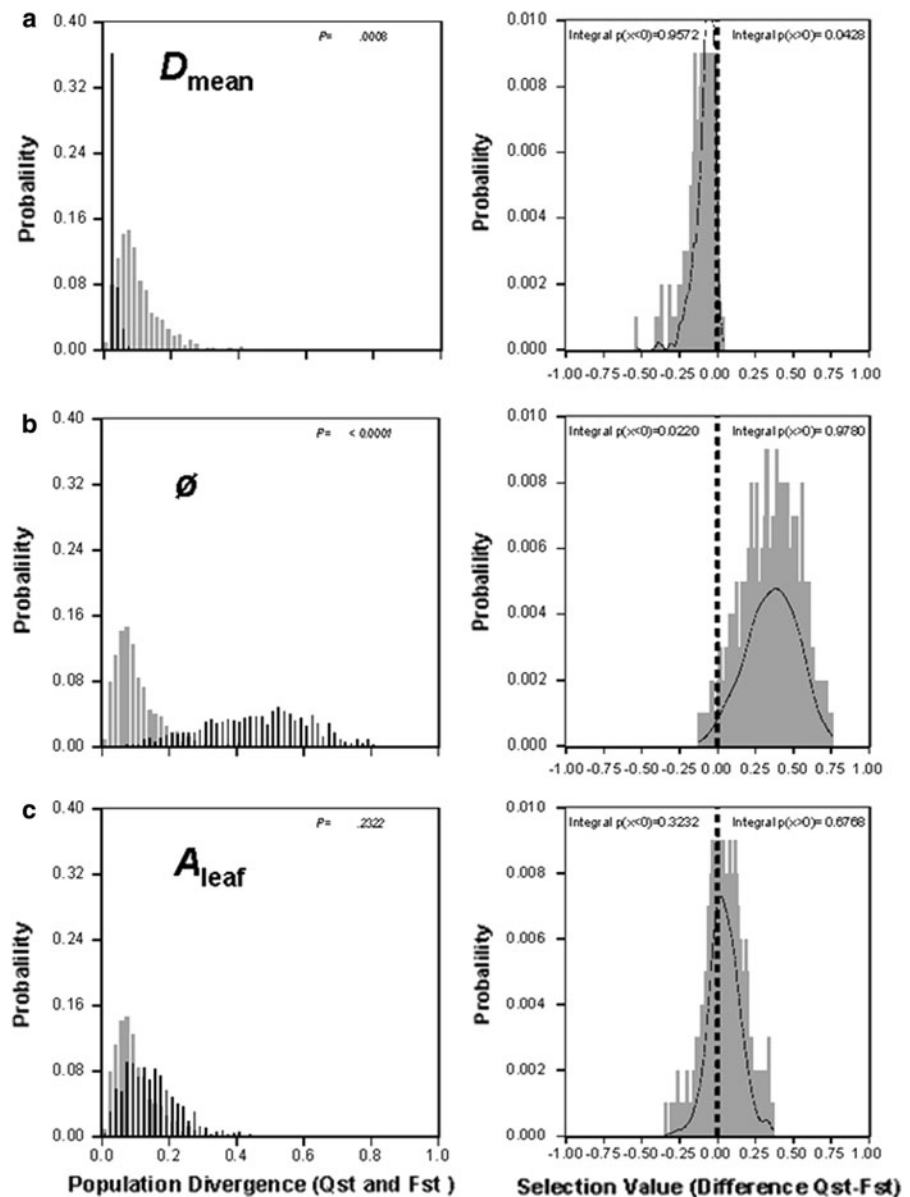 a
0.40
0.32
0.24
0.16
0.08
0.00
Probalility
P= .0008
D mean
0.010
0.008
0.006
0.004
0.002
0.000
Probability
Integral p(x<0)=0.9572
Integral p(x>0)= 0.0428
-1.00 -0.75 -0.50 -0.25 0.00 0.25 0.50 0.75 1.00
b
0.40
0.32
0.24
0.16
0.08
0.00
Probalility
P= < 0.0001
ø
0.010
0.008
0.006
0.004
0.002
0.000
Probability
Integral p(x<0)=0.0220
Integral p(x>0)= 0.9780
-1.00 -0.75 -0.50 -0.25 0.00 0.25 0.50 0.75 1.00
c
0.40
0.32
0.24
0.16
0.08
0.00
Probalility
P= .2322
A leaf
0.0 0.2 0.4 0.6 0.8 1.0
Population Divergence (Qst and Fst )
0.010
0.008
0.006
0.004
0.002
0.000
Probability
Integral p(x<0)=0.3232
Integral p(x>0)= 0.6768
-1.00 -0.75 -0.50 -0.25 0.00 0.25 0.50 0.75 1.00
Selection Value (Difference Qst-Fst)